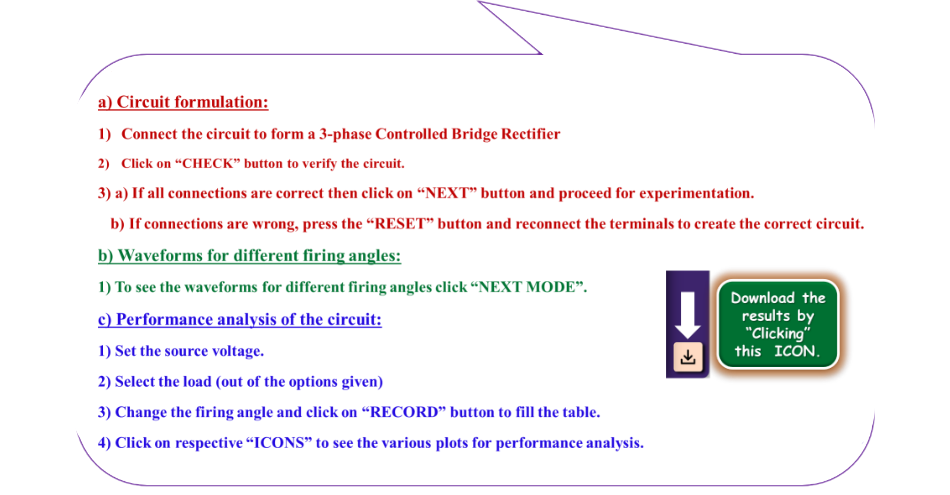 a) Circuit formulation:
1) Connect the circuit to form a 3-phase Controlled Bridge Rectifier
2) Click on “CHECK” button to verify the circuit.
3) a) If all connections are correct then click on “NEXT” button and proceed for experimentation.
b) If connections are wrong, press the “RESET” button and reconnect the terminals to create the correct circuit.
b) Waveforms for different firing angles:
1) To see the waveforms for different firing angles click “NEXT MODE”.
c) Performance analysis of the circuit:
1) Set the source voltage.
2) Select the load (out of the options given)
3) Change the firing angle and click on “RECORD” button to fill the table.
4) Click on respective “ICONS” to see the various plots for performance analysis.
Download the
results by
“Clicking”
this ICON.